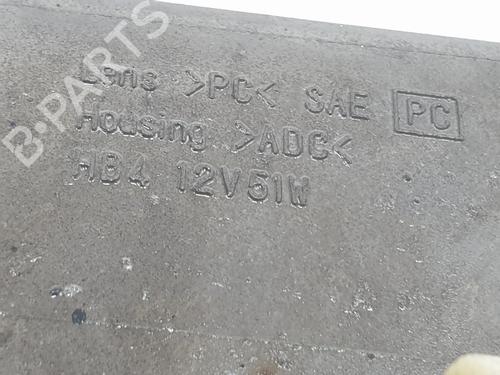 B-PARTS
Lens >PC< SAE PC
Housing >ADC<
HB4 12V51W